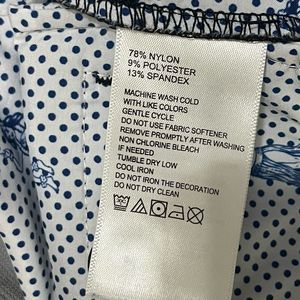 78% NYLON
9% POLYESTER
13% SPANDEX
MACHINE WASH COLD
WITH LIKE COLORS
GENTLE CYCLE
DO NOT USE FABRIC SOFTENER
REMOVE PROMPTLY AFTER WASHING
NON CHLORINE BLEACH
IF NEEDED
TUMBLE DRY LOW
COOL IRON
DO NOT IRON THE DECORATION
DO NOT DRY CLEAN